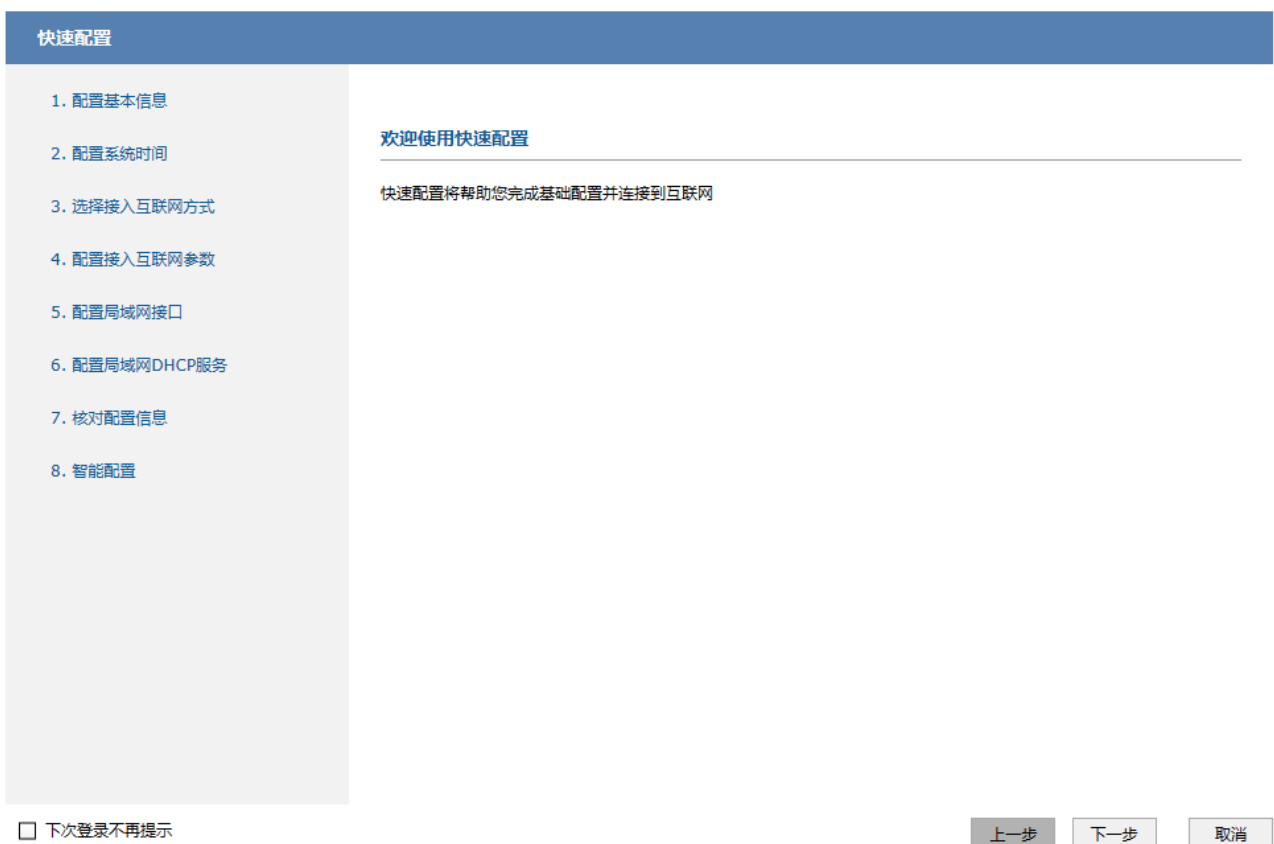 快速配置
1. 配置基本信息
2. 配置系统时间
3. 选择接入互联网方式
4. 配置接入互联网参数
5. 配置局域网接口
6. 配置局域网DHCP服务
7. 核对配置信息
8. 智能配置
欢迎使用快速配置
快速配置将帮助您完成基础配置并连接到互联网
下次登录不再提示
上一步
下一步
取消